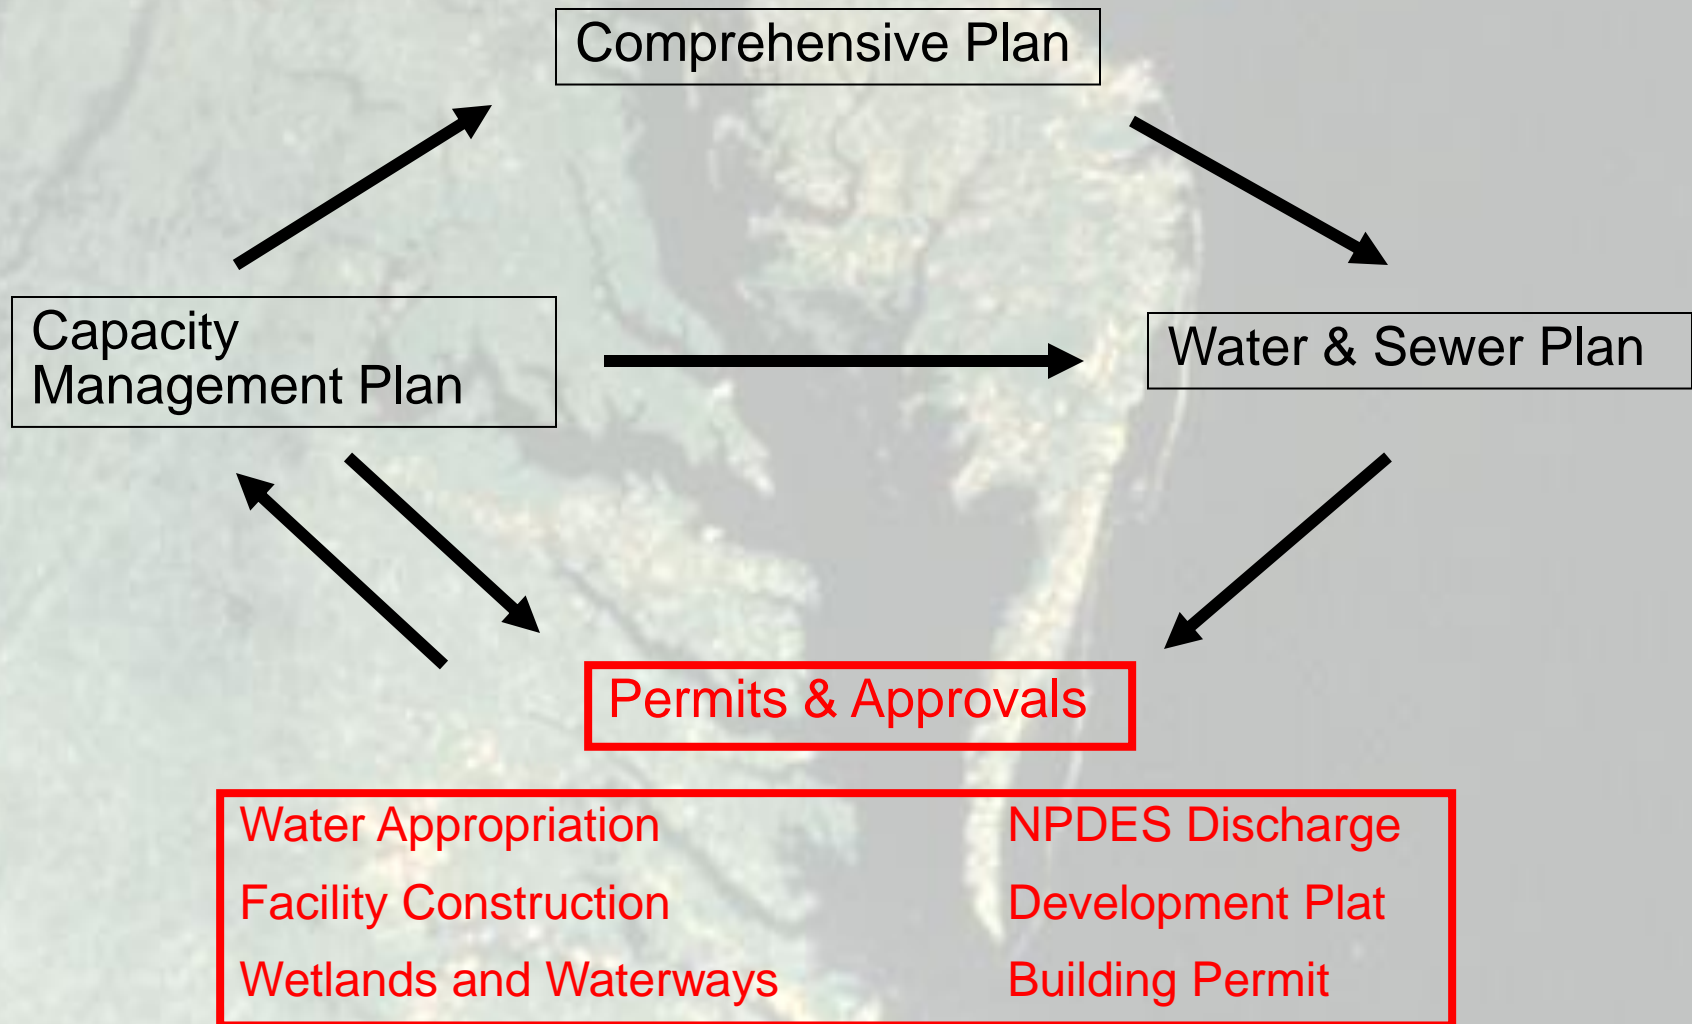 Comprehensive Plan
Capacity
Management Plan
Water & Sewer Plan
Permits & Approvals
Water Appropriation
NPDES Discharge
Facility Construction
Development Plat
Wetlands and Waterways
Building Permit